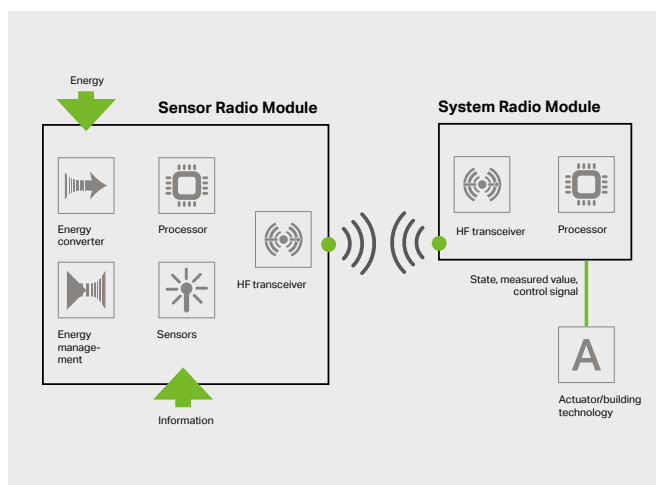 Energy
Sensor Radio Module
System Radio Module
Energy
converter
Processor
HF transceiver
Energy
manage-
ment
Sensors
Information
HF transceiver
Processor
State, measured value,
control signal
A
Actuator/building
technology